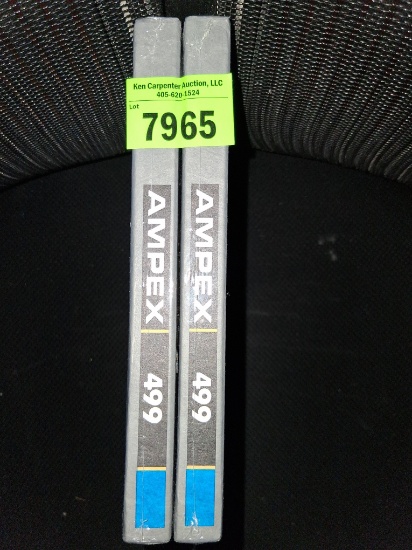 Ken Carpenter Auction, LLC
405-620-1524
Lot
7965
AMPEX 499
AMPEX 499